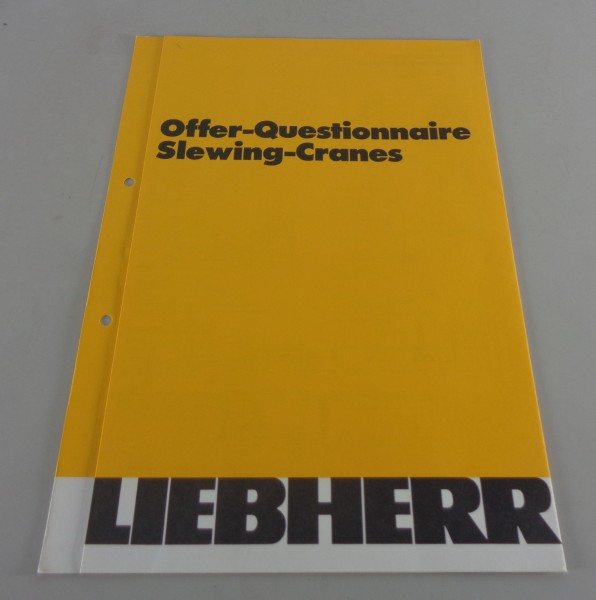 Offer-Questionnaire
Slewing-Cranes
LIEBHERR